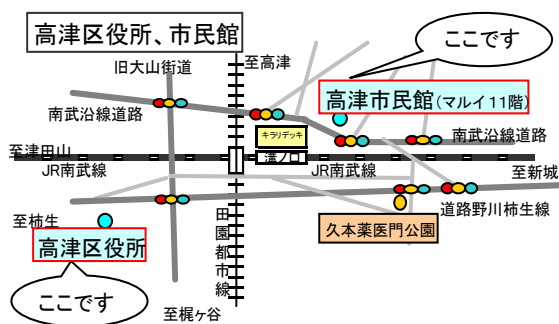 高津区役所、市民館
ここです
旧大山街道
至高津
高津市民館(マルイ11階)
南武沿線道路
キラリデッキ
南武沿線道路
至津田山
溝ノ口
JR南武線
JR南武線
至新城
至柿生
田園都市線
道路野川柿生線
久本薬医門公園
高津区役所
ここです
至梶ヶ谷